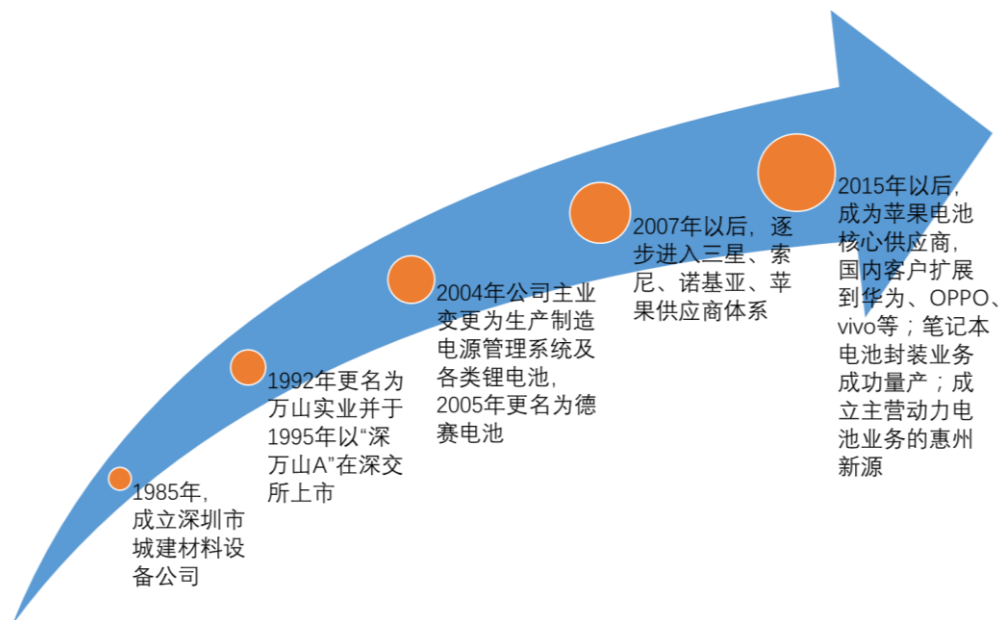 1985年,
成立深圳市
城建材料设
备公司
1992年更名为
万山实业并于
1995年以“深
万山A”在深交
所上市
2004年公司主业
变更为生产制造
电源管理系统及
各类锂电池,
2005年更名为德
赛电池
2007年以后,逐
步进入三星、索
尼、诺基亚、苹
果供应商体系
2015年以后,
成为苹果电池
核心供应商,
国内客户扩展
到华为、OPPO、
vivo等；笔记本
电池封装业务
成功量产；成
立主营动力电
池业务的惠州
新源